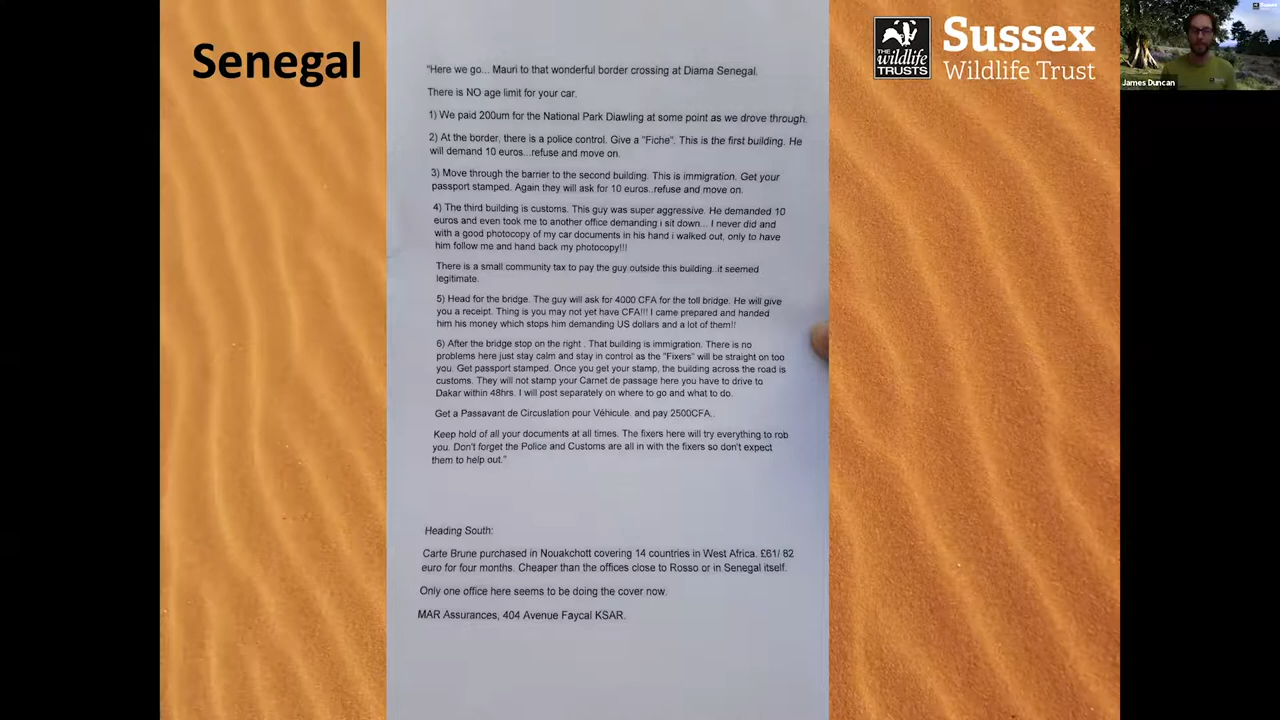 Senegal
THE
wildlife
TRUSTS
Sussex
Wildlife Trust
James Duncan
"Here we go... Mauri to that wonderful border crossing at Diama Senegal.
There is NO age limit for your car.
1) We paid 200um for the National Park Diawling at some point as we drove through.
2) At the border, there is a police control. Give a "Fiche". This is the first building. He
will demand 10 euros...refuse and move on.
3) Move through the barrier to the second building. This is immigration. Get your
passport stamped. Again they will ask for 10 euros..refuse and move on.
4) The third building is customs. This guy was super aggressive. He demanded 10
euros and even took me to another office demanding i sit down... I never did and
with a good photocopy of my car documents in his hand i walked out, only to have
him follow me and hand back my photocopy!!!
There is a small community tax to pay the guy outside this building..it seemed
legitimate.
5) Head for the bridge. The guy will ask for 4000 CFA for the toll bridge. He will give
you a receipt. Thing is you may not yet have CFA!!! I came prepared and handed
him his money which stops him demanding US dollars and a lot of them!!
6) After the bridge stop on the right . That building is immigration. There is no
problems here just stay calm and stay in control as the "Fixers" will be straight on too
you. Get passport stamped. Once you get your stamp, the building across the road is
customs. They will not stamp your Carnet de passage here you have to drive to
Dakar within 48hrs. I will post separately on where to go and what to do.
Get a Passavant de Circuslation pour Véhicule. and pay 2500CFA..
Keep hold of all your documents at all times. The fixers here will try everything to rob
you. Don't forget the Police and Customs are all in with the fixers so don't expect
them to help out."
Heading South:
Carte Brune purchased in Nouakchott covering 14 countries in West Africa. £61/ 82
euro for four months. Cheaper than the offices close to Rosso or in Senegal itself.
Only one office here seems to be doing the cover now.
MAR Assurances, 404 Avenue Faycal KSAR.